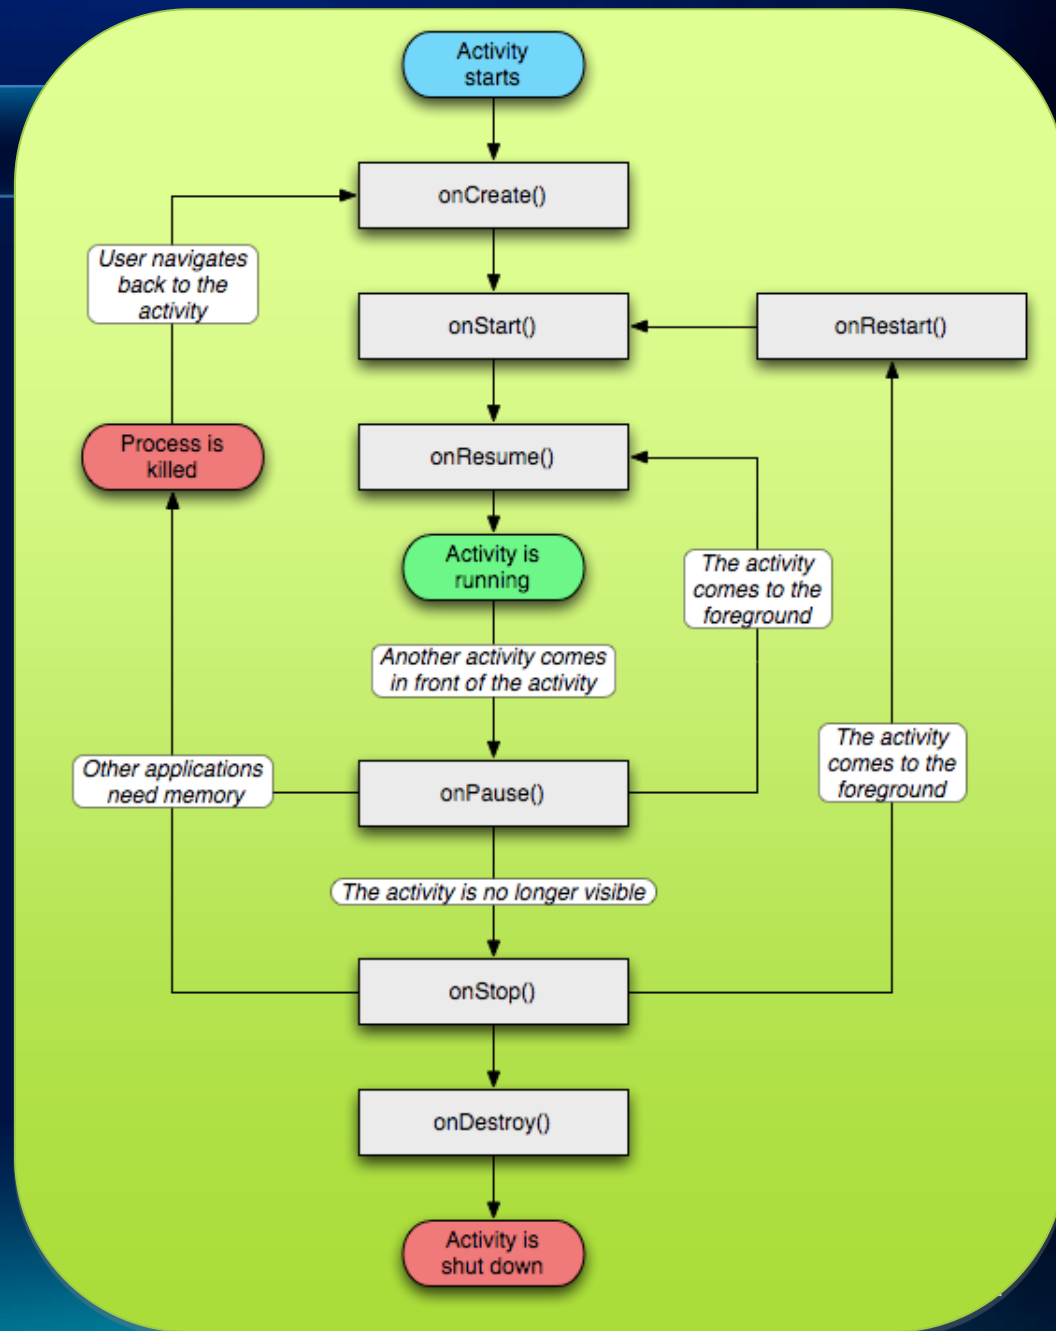 Activity
starts
onCreate()
User navigates
back to the
activity
onStart()
onRestart()
Process is
killed
onResume()
Activity is
running
The activity
comes to the
foreground
Another activity comes
in front of the activity
The activity
comes to the
foreground
Other applications
need memory
onPause()
The activity is no longer visible
onStop()
onDestroy()
Activity is
shut down